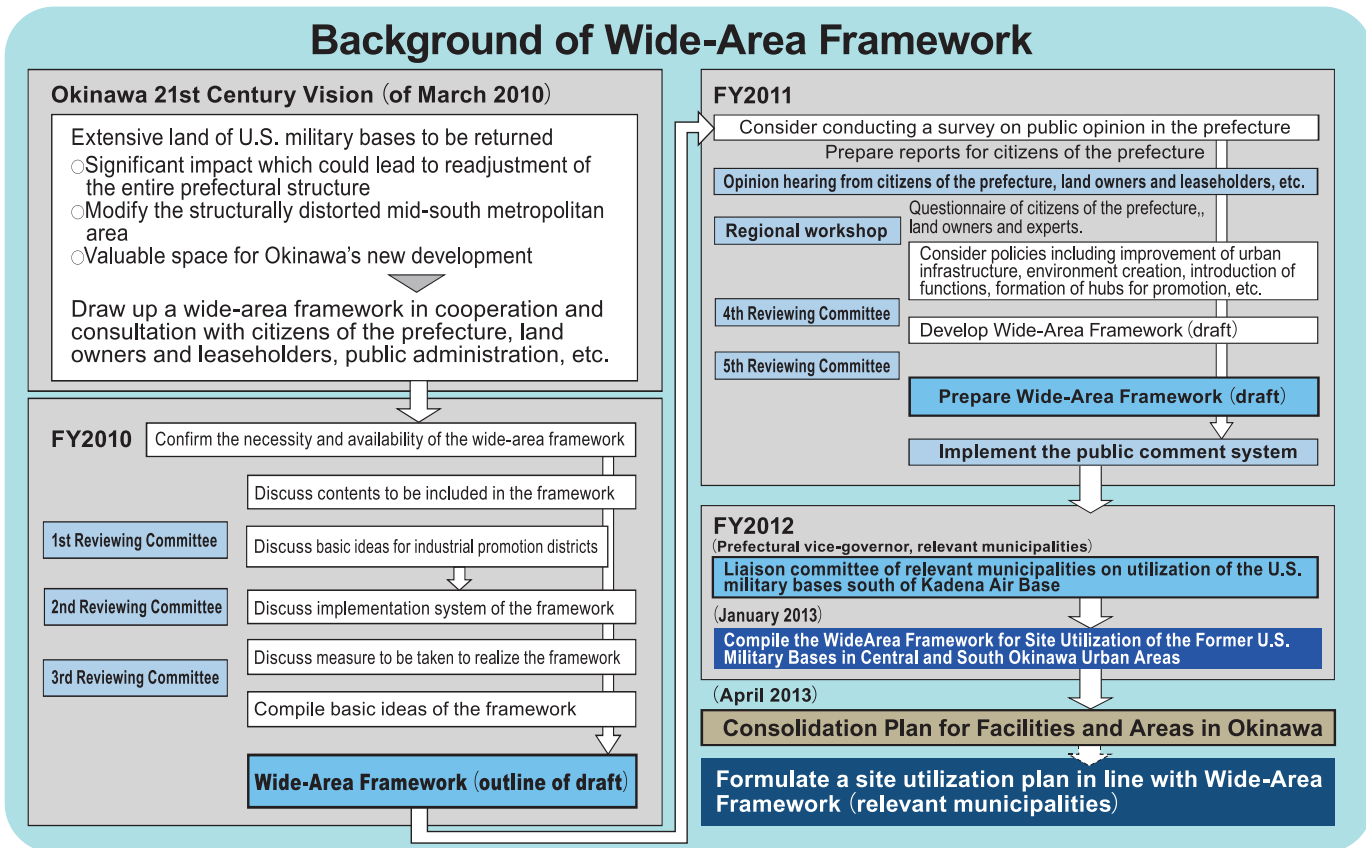 Background of Wide-Area Framework
Okinawa 21st Century Vision (of March 2010)
Extensive land of U.S. military bases to be returned
○Significant impact which could lead to readjustment of
the entire prefectural structure
○Modify the structurally distorted mid-south metropolitan
area
○Valuable space for Okinawa's new development
Draw up a wide-area framework in cooperation and
consultation with citizens of the prefecture, land
owners and leaseholders, public administration, etc.
FY2010
Confirm the necessity and availability of the wide-area framework
Discuss contents to be included in the framework
1st Reviewing Committee
Discuss basic ideas for industrial promotion districts
2nd Reviewing Committee
Discuss implementation system of the framework
Discuss measure to be taken to realize the framework
3rd Reviewing Committee
Compile basic ideas of the framework
Wide-Area Framework (outline of draft)
FY2011
Consider conducting a survey on public opinion in the prefecture
Prepare reports for citizens of the prefecture
Opinion hearing from citizens of the prefecture, land owners and leaseholders, etc.
Regional workshop
Questionnaire of citizens of the prefecture,,
land owners and experts.
Consider policies including improvement of urban
infrastructure, environment creation, introduction of
functions, formation of hubs for promotion, etc.
4th Reviewing Committee
Develop Wide-Area Framework (draft)
5th Reviewing Committee
Prepare Wide-Area Framework (draft)
Implement the public comment system
FY2012
(Prefectural vice-governor, relevant municipalities)
Liaison committee of relevant municipalities on utilization of the U.S.
military bases south of Kadena Air Base
(January 2013)
Compile the WideArea Framework for Site Utilization of the Former U.S.
Military Bases in Central and South Okinawa Urban Areas
(April 2013)
Consolidation Plan for Facilities and Areas in Okinawa
Formulate a site utilization plan in line with Wide-Area
Framework (relevant municipalities)